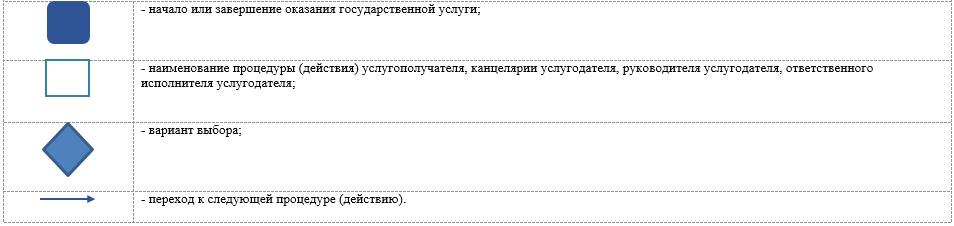 - начало или завершение оказания государственной услуги;
- наименование процедуры (действия) услугополучателя, канцелярии услугодателя, руководителя услугодателя, ответственного
исполнителя услугодателя;
- вариант выбора;
- переход к следующей процедуре (действию).